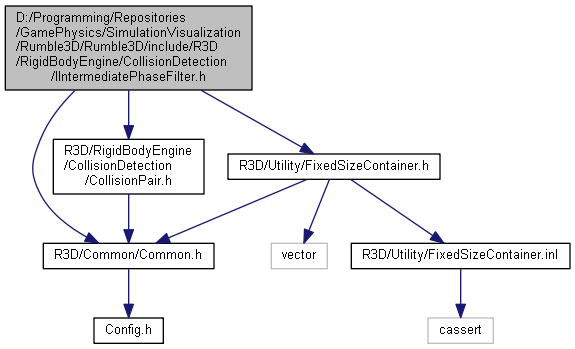 D:/Programming/Repositories
/GamePhysics/SimulationVisualization
/Rumble3D/Rumble3D/include/R3D
/RigidBodyEngine/CollisionDetection
/IIntermediatePhaseFilter.h
R3D/RigidBodyEngine
/CollisionDetection
/CollisionPair.h
R3D/Utility/FixedSizeContainer.h
R3D/Common/Common.h
vector
R3D/Utility/FixedSizeContainer.inl
Config.h
cassert